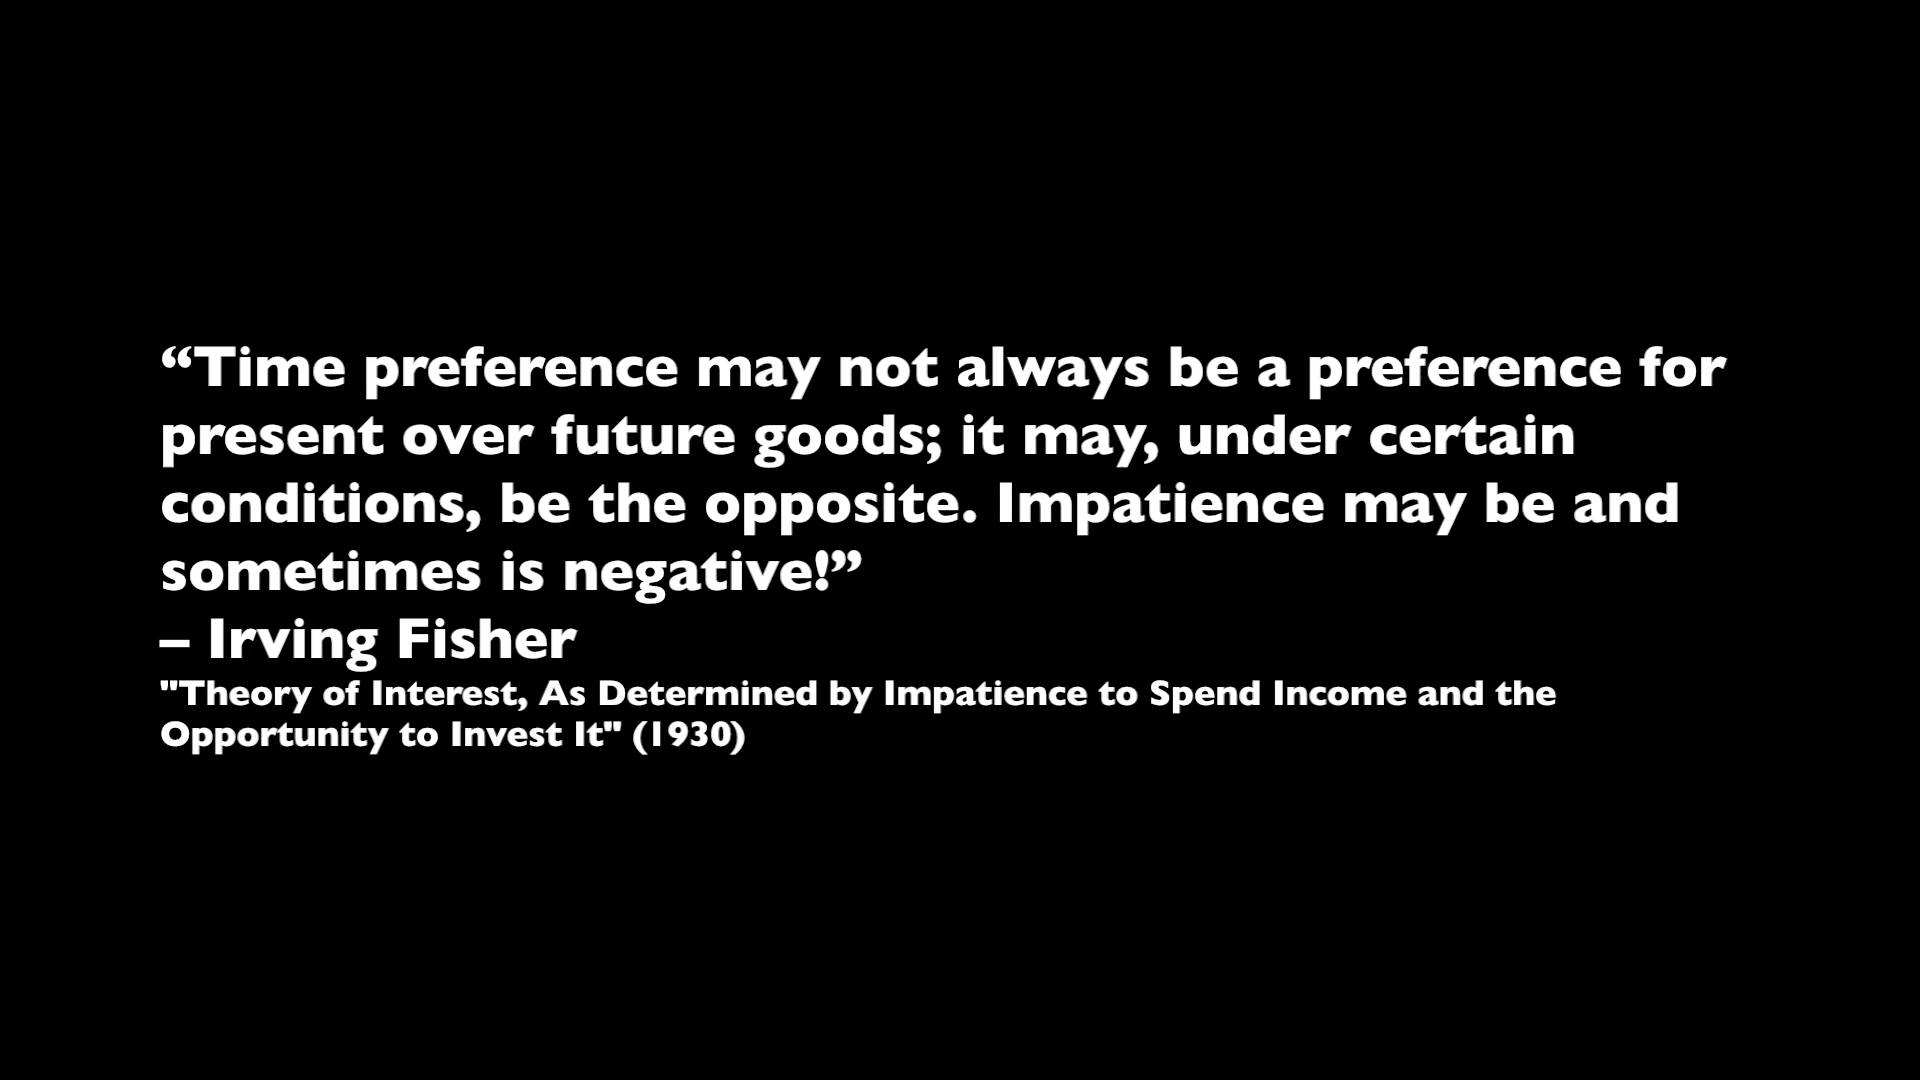 “Time preference may not always be a preference for
present over future goods; it may, under certain
conditions, be the opposite. Impatience may be and
sometimes is negative!”
– Irving Fisher
"Theory of Interest, As Determined by Impatience to Spend Income and the
Opportunity to Invest It" (1930)